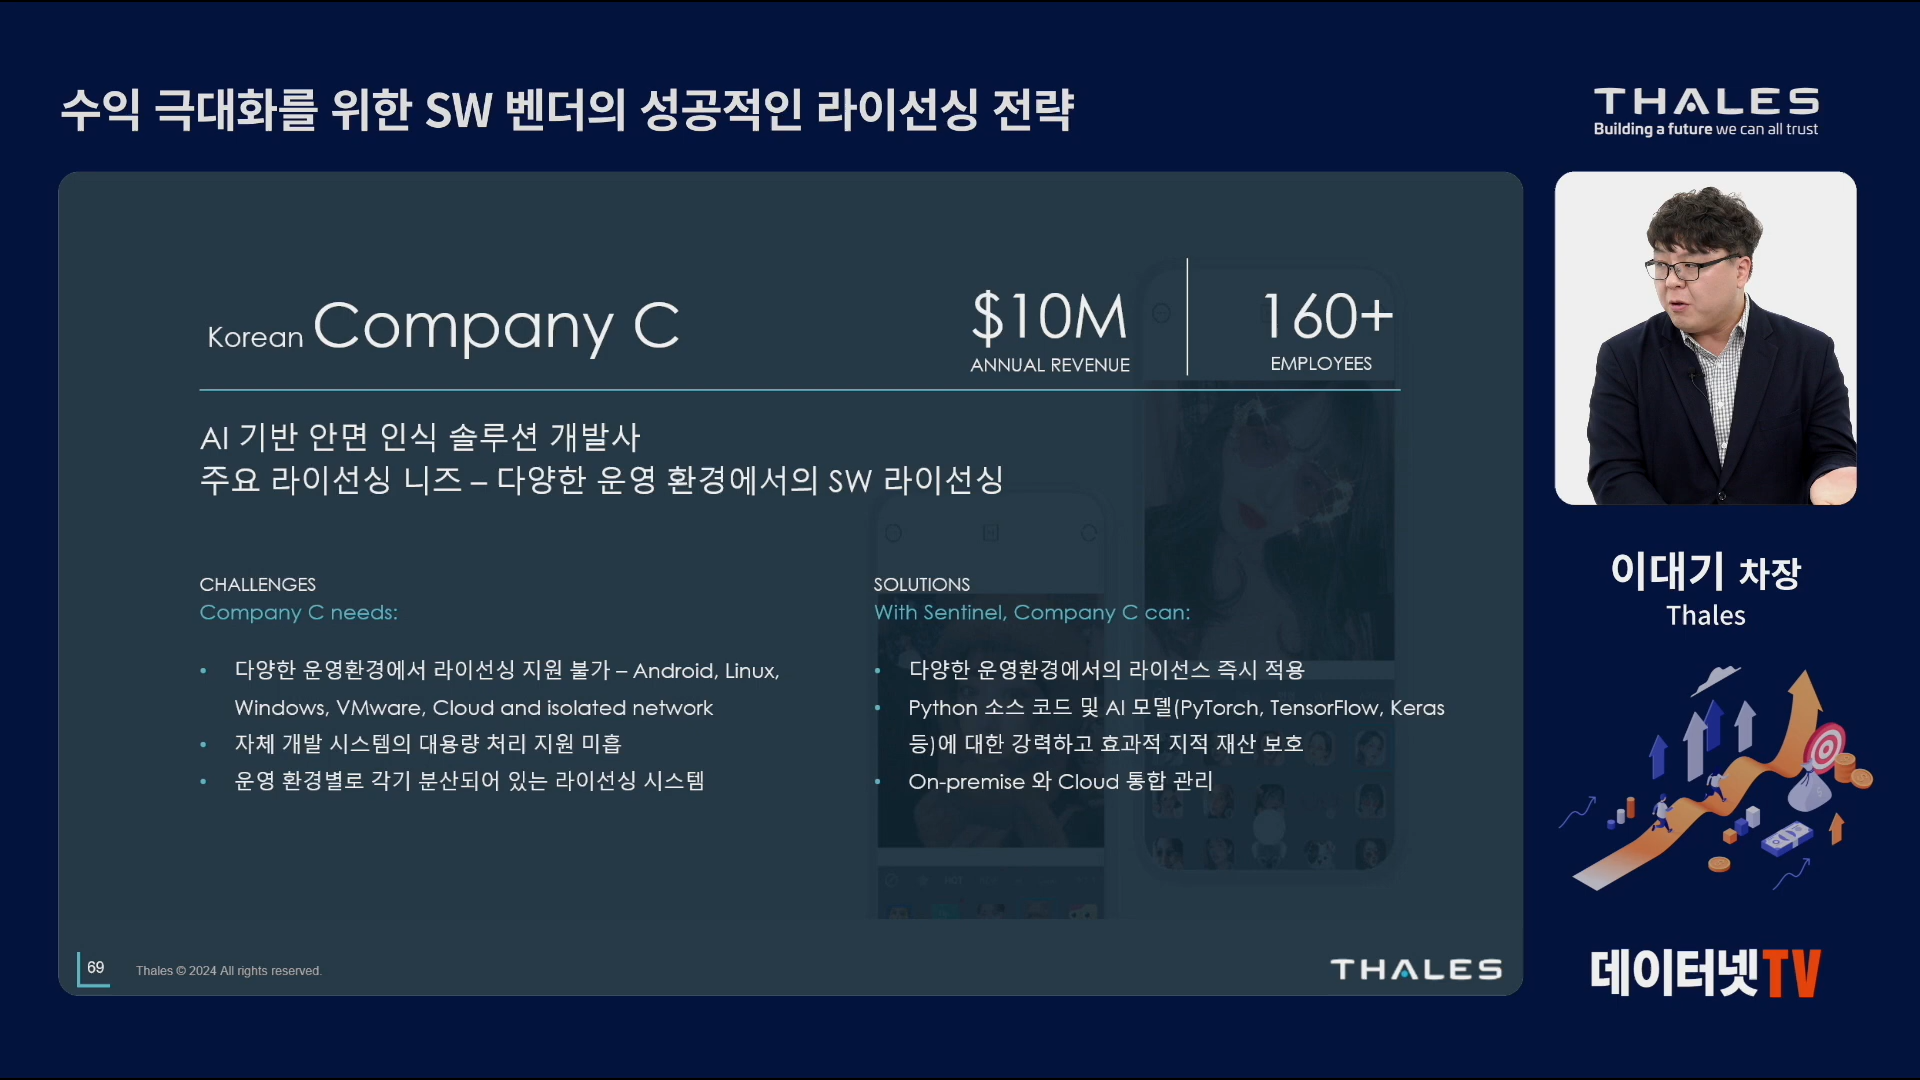 수익 극대화를 위한 SW 벤더의 성공적인 라이선싱 전략
THALES
Building a future we can all trust
Korean Company C
$10M
ANNUAL REVENUE
160+
EMPLOYEES
AI 기반 안면 인식 솔루션 개발사
주요 라이선싱 니즈 – 다양한 운영 환경에서의 SW 라이선싱
CHALLENGES
Company C needs:
• 다양한 운영환경에서 라이선싱 지원 불가 – Android, Linux,
Windows, VMware, Cloud and isolated network
• 자체 개발 시스템의 대용량 처리 지원 미흡
• 운영 환경별로 각기 분산되어 있는 라이선싱 시스템
SOLUTIONS
With Sentinel, Company C can:
• 다양한 운영환경에서의 라이선스 즉시 적용
• Python 소스 코드 및 AI 모델(PyTorch, TensorFlow, Keras
등)에 대한 강력하고 효과적 지적 재산 보호
• On-premise 와 Cloud 통합 관리
69
Thales © 2024 All rights reserved.
THALES
이대기 차장
Thales
데이터넷TV